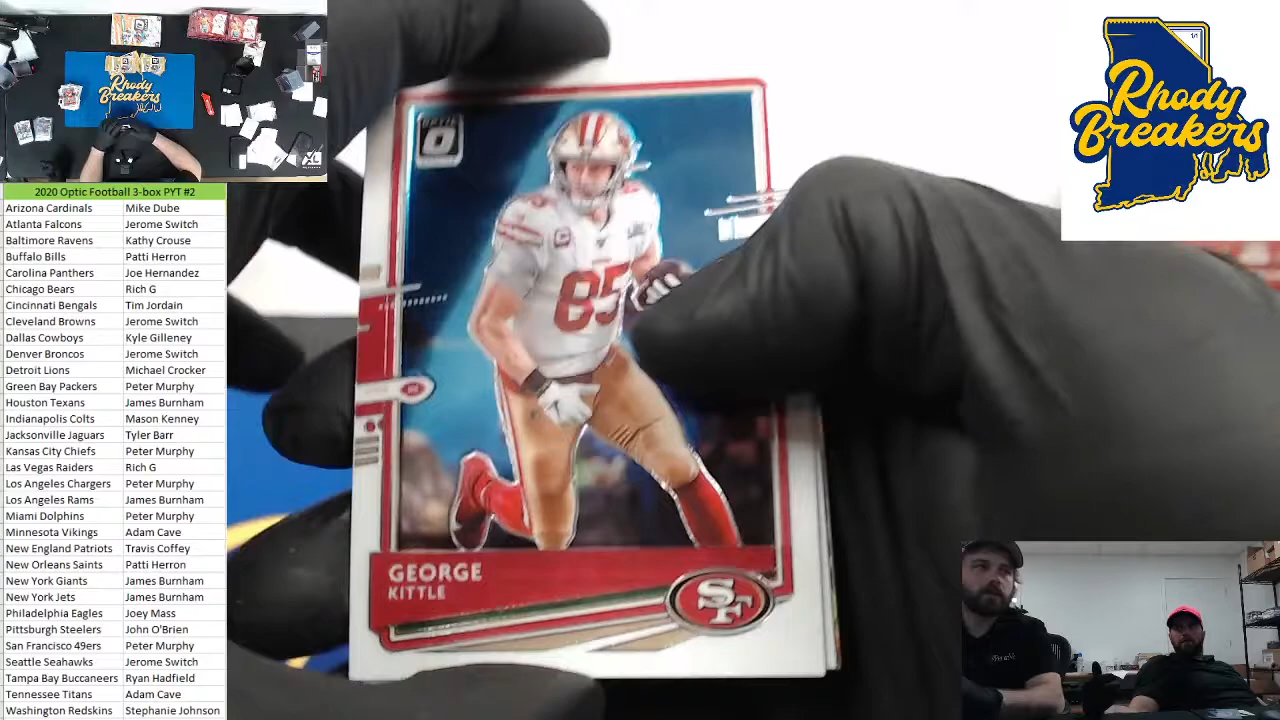 Rhody
Breakers
2020 Optic Football 3-box PYT #2
Arizona Cardinals Mike Dube
Atlanta Falcons Jerome Switch
Baltimore Ravens Kathy Crouse
Buffalo Bills Patti Herron
Carolina Panthers Joe Hernandez
Chicago Bears Rich G
Cincinnati Bengals Tim Jordain
Cleveland Browns Jerome Switch
Dallas Cowboys Kyle Gilleney
Denver Broncos Jerome Switch
Detroit Lions Michael Crocker
Green Bay Packers Peter Murphy
Houston Texans James Burnham
Indianapolis Colts Mason Kenney
Jacksonville Jaguars Tyler Barr
Kansas City Chiefs Peter Murphy
Las Vegas Raiders Rich G
Los Angeles Chargers Peter Murphy
Los Angeles Rams James Burnham
Miami Dolphins Peter Murphy
Minnesota Vikings Adam Cave
New England Patriots Travis Coffey
New Orleans Saints Patti Herron
New York Giants James Burnham
New York Jets James Burnham
Philadelphia Eagles Joey Mass
Pittsburgh Steelers John O'Brien
San Francisco 49ers Peter Murphy
Seattle Seahawks Jerome Switch
Tampa Bay Buccaneers Ryan Hadfield
Tennessee Titans Adam Cave
Washington Redskins Stephanie Johnson
O
85
C
85
GEORGE
KITTLE
SF
1/1
Rhody
Breakers
XL